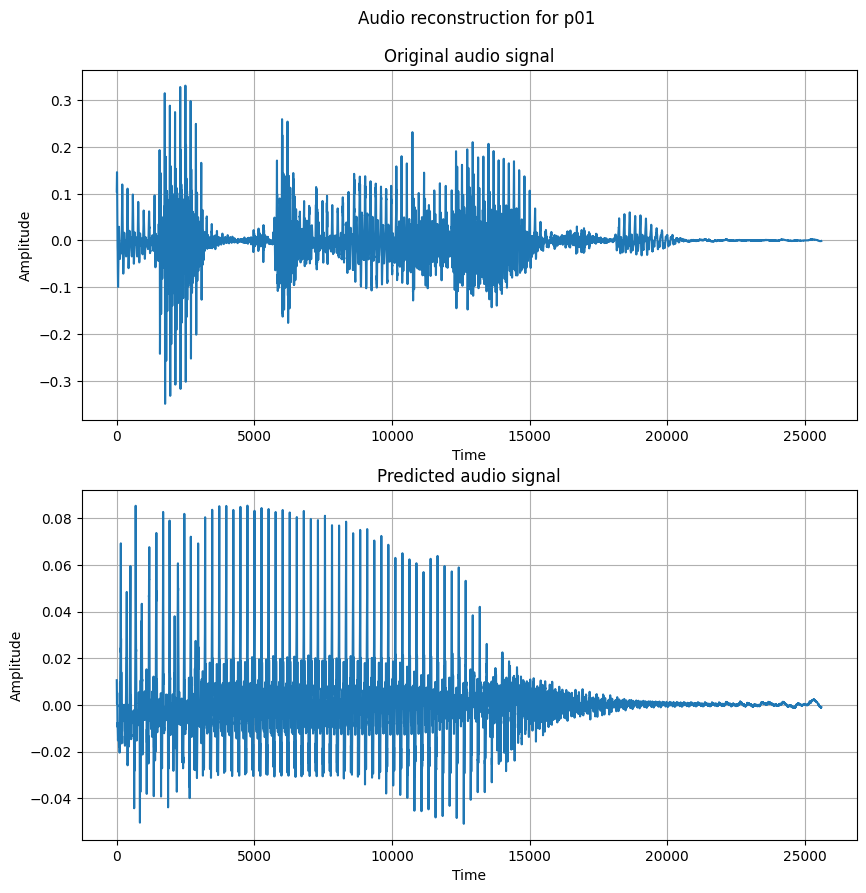 Audio reconstruction for p01
Original audio signal
0.3
0.2
0.1
0.0
−0.1
−0.2
−0.3
Amplitude
0 5000 10000 15000 20000 25000
Time
Predicted audio signal
0.08
0.06
0.04
0.02
0.00
−0.02
−0.04
Amplitude
0 5000 10000 15000 20000 25000
Time